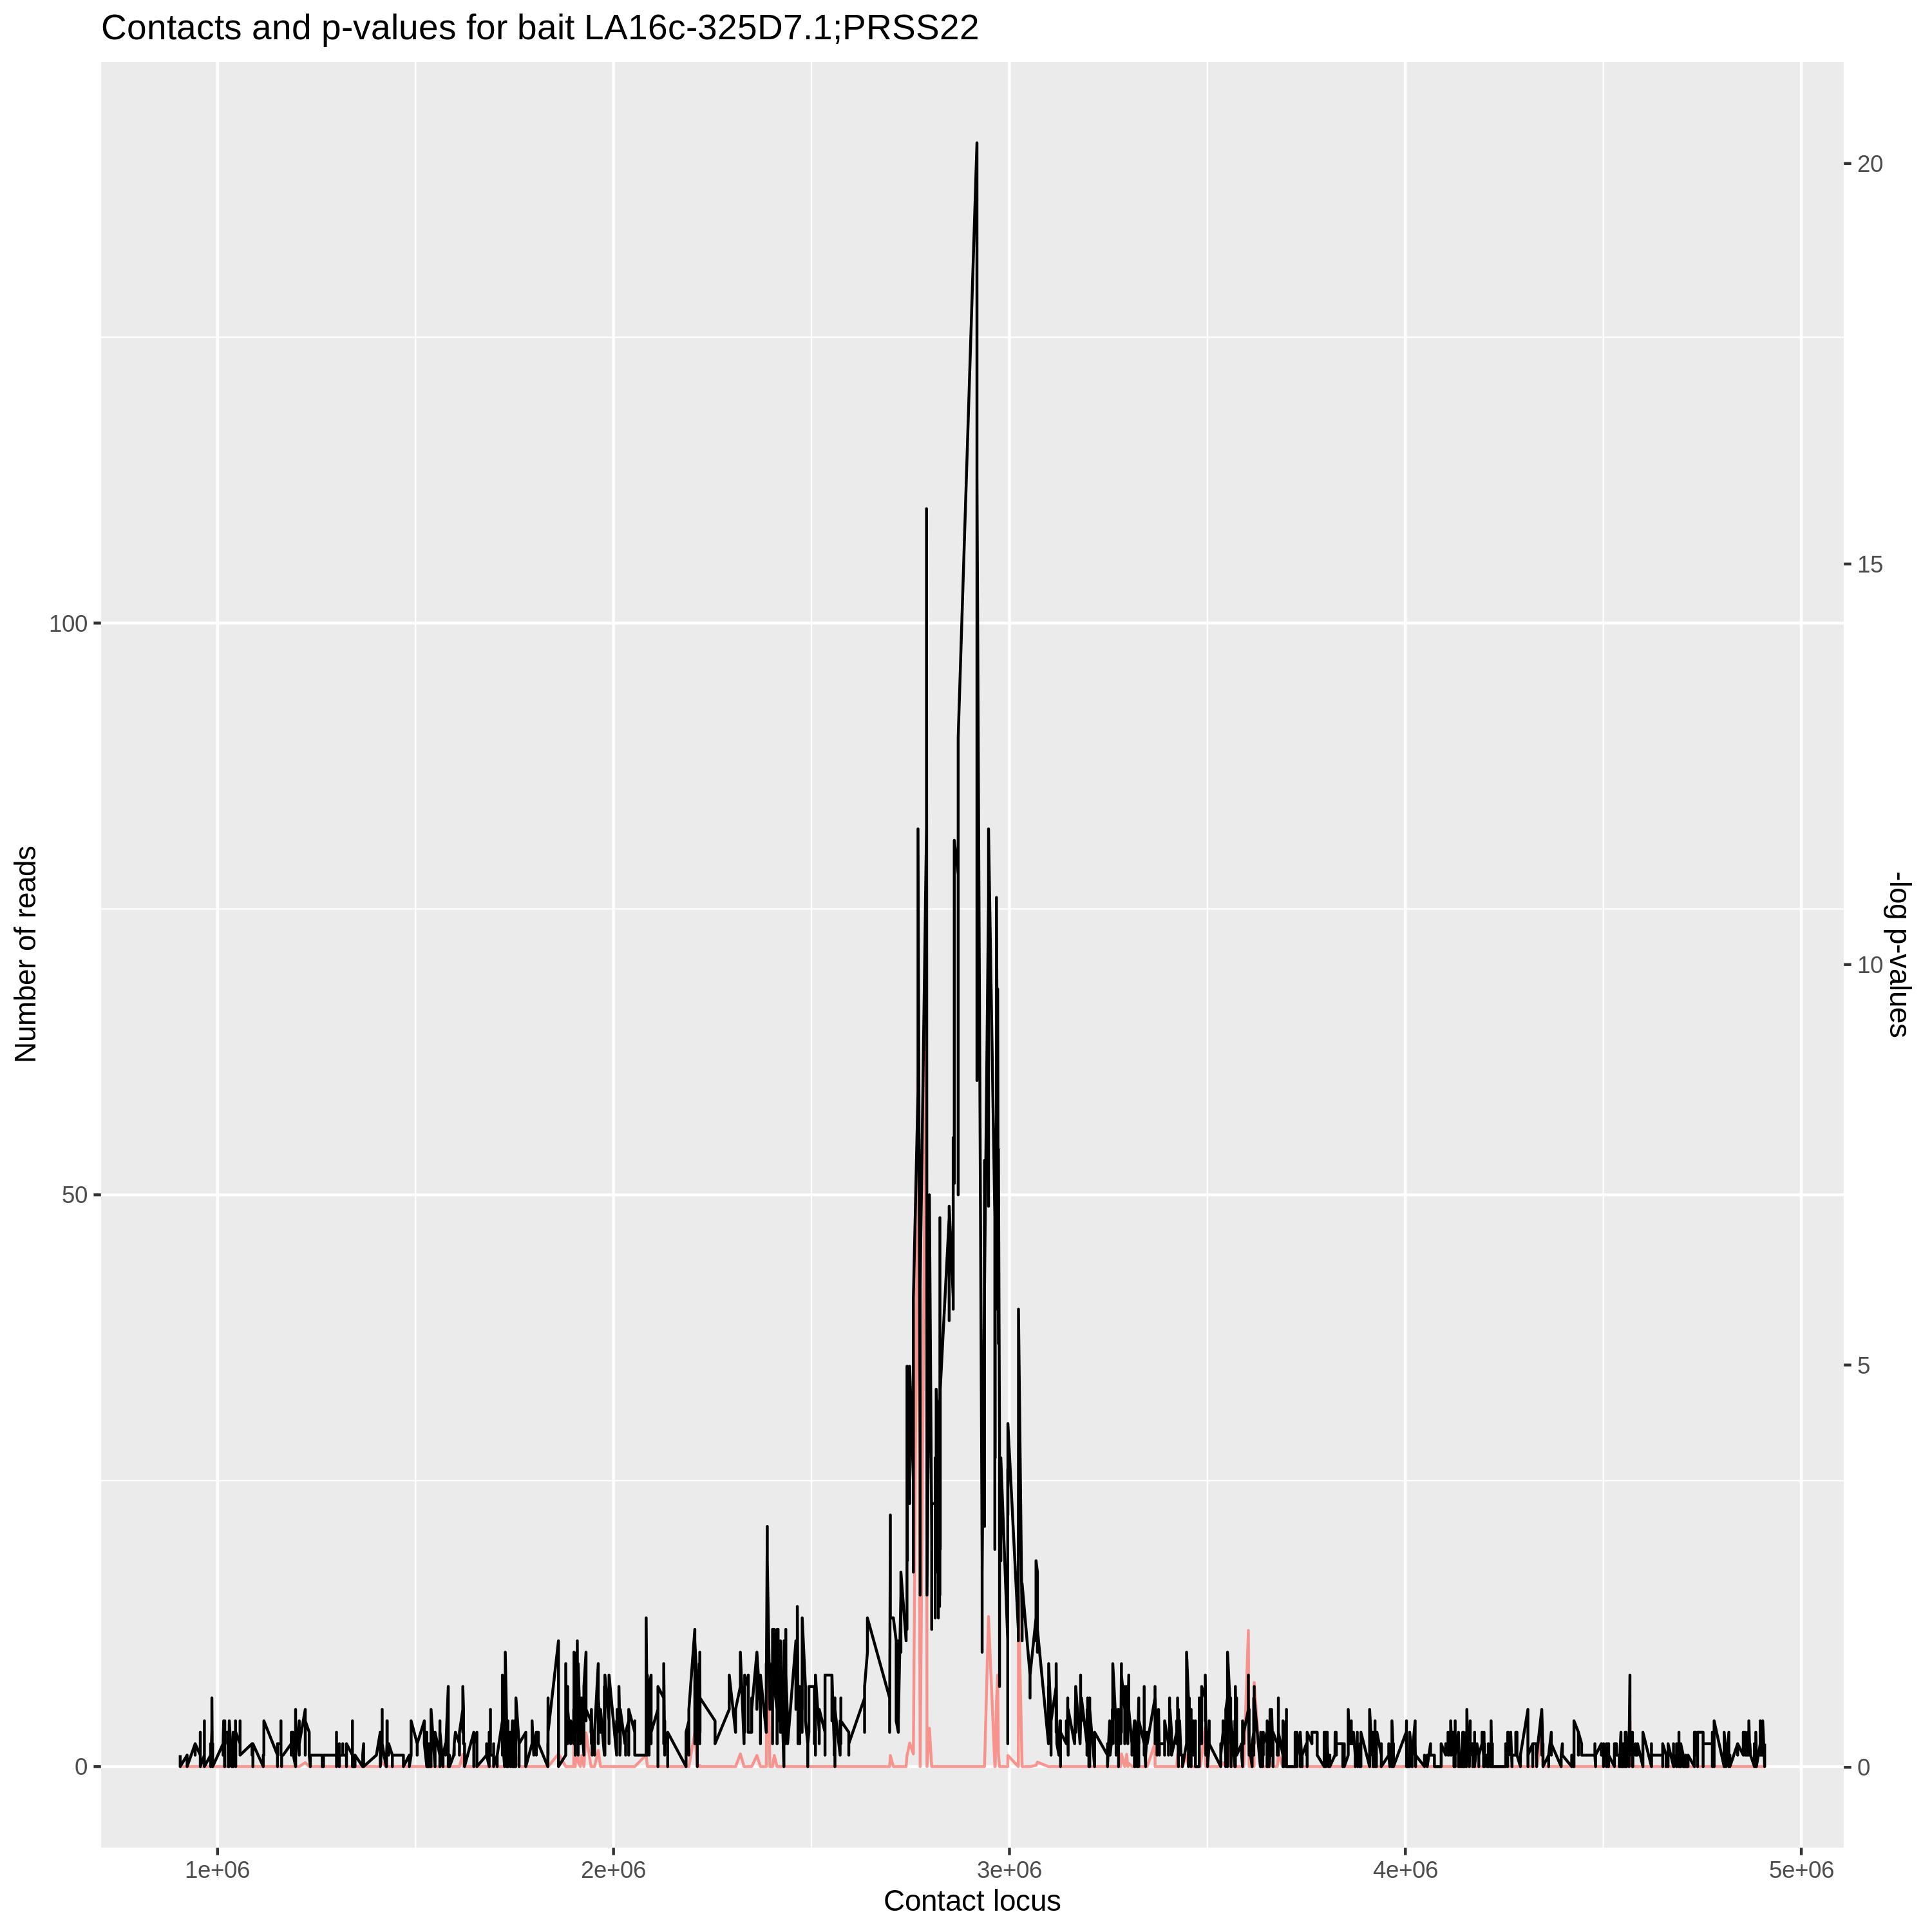 Contacts and p-values for bait LA16c-325D7.1;PRSS22
100
50
0
Number of reads
20
15
10
5
0
-log p-values
1e+06 2e+06 3e+06 4e+06 5e+06
Contact locus